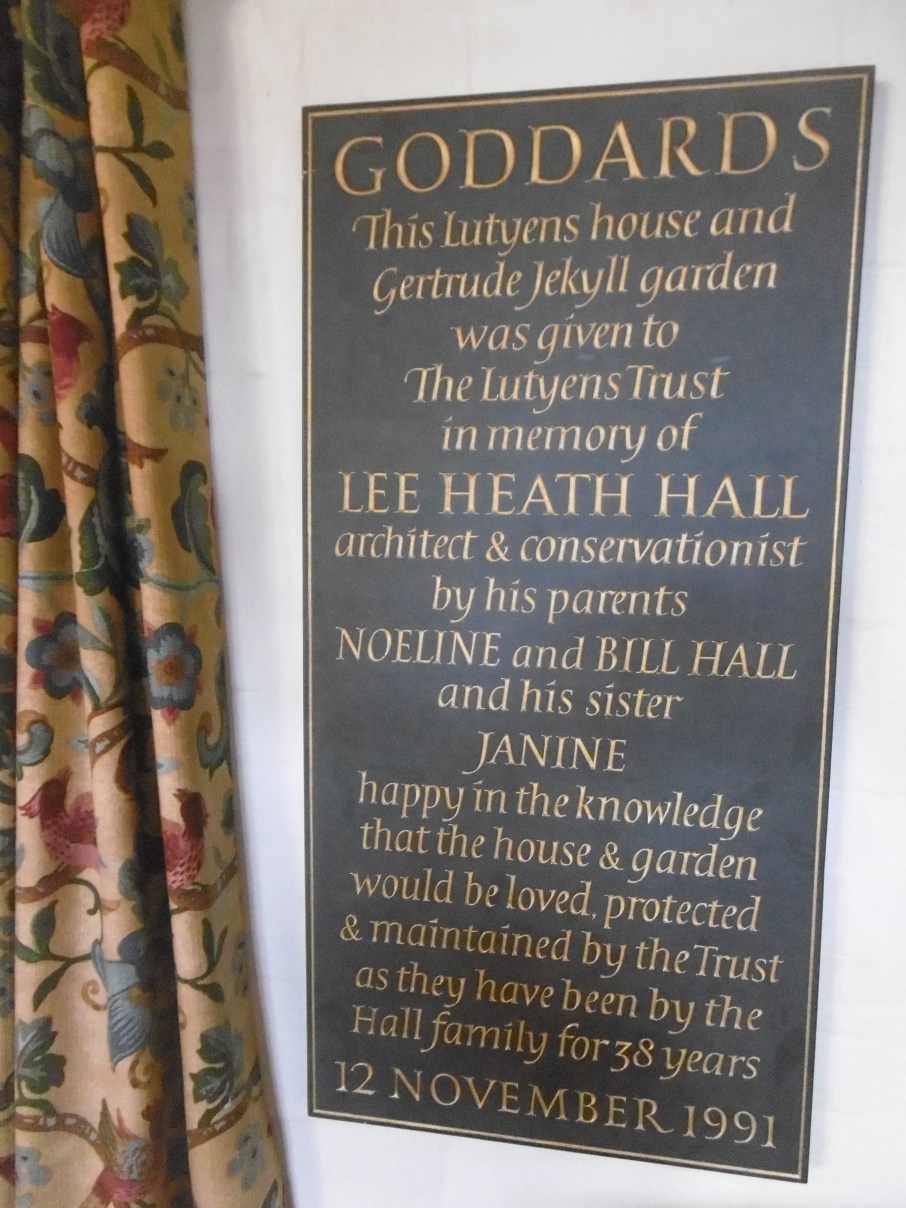 GODDARDS
This Lutyens house and
Gertrude Jekyll garden
was given to
The Lutyens Trust
in memory of
LEE HEATH HALL
architect & conservationist
by his parents
NOELINE and BILL HALL
and his sister
JANINE
happy in the knowledge
that the house & garden
would be loved, protected
& maintained by the Trust
as they have been by the
Hall family for 38 years
12 NOVEMBER 1991